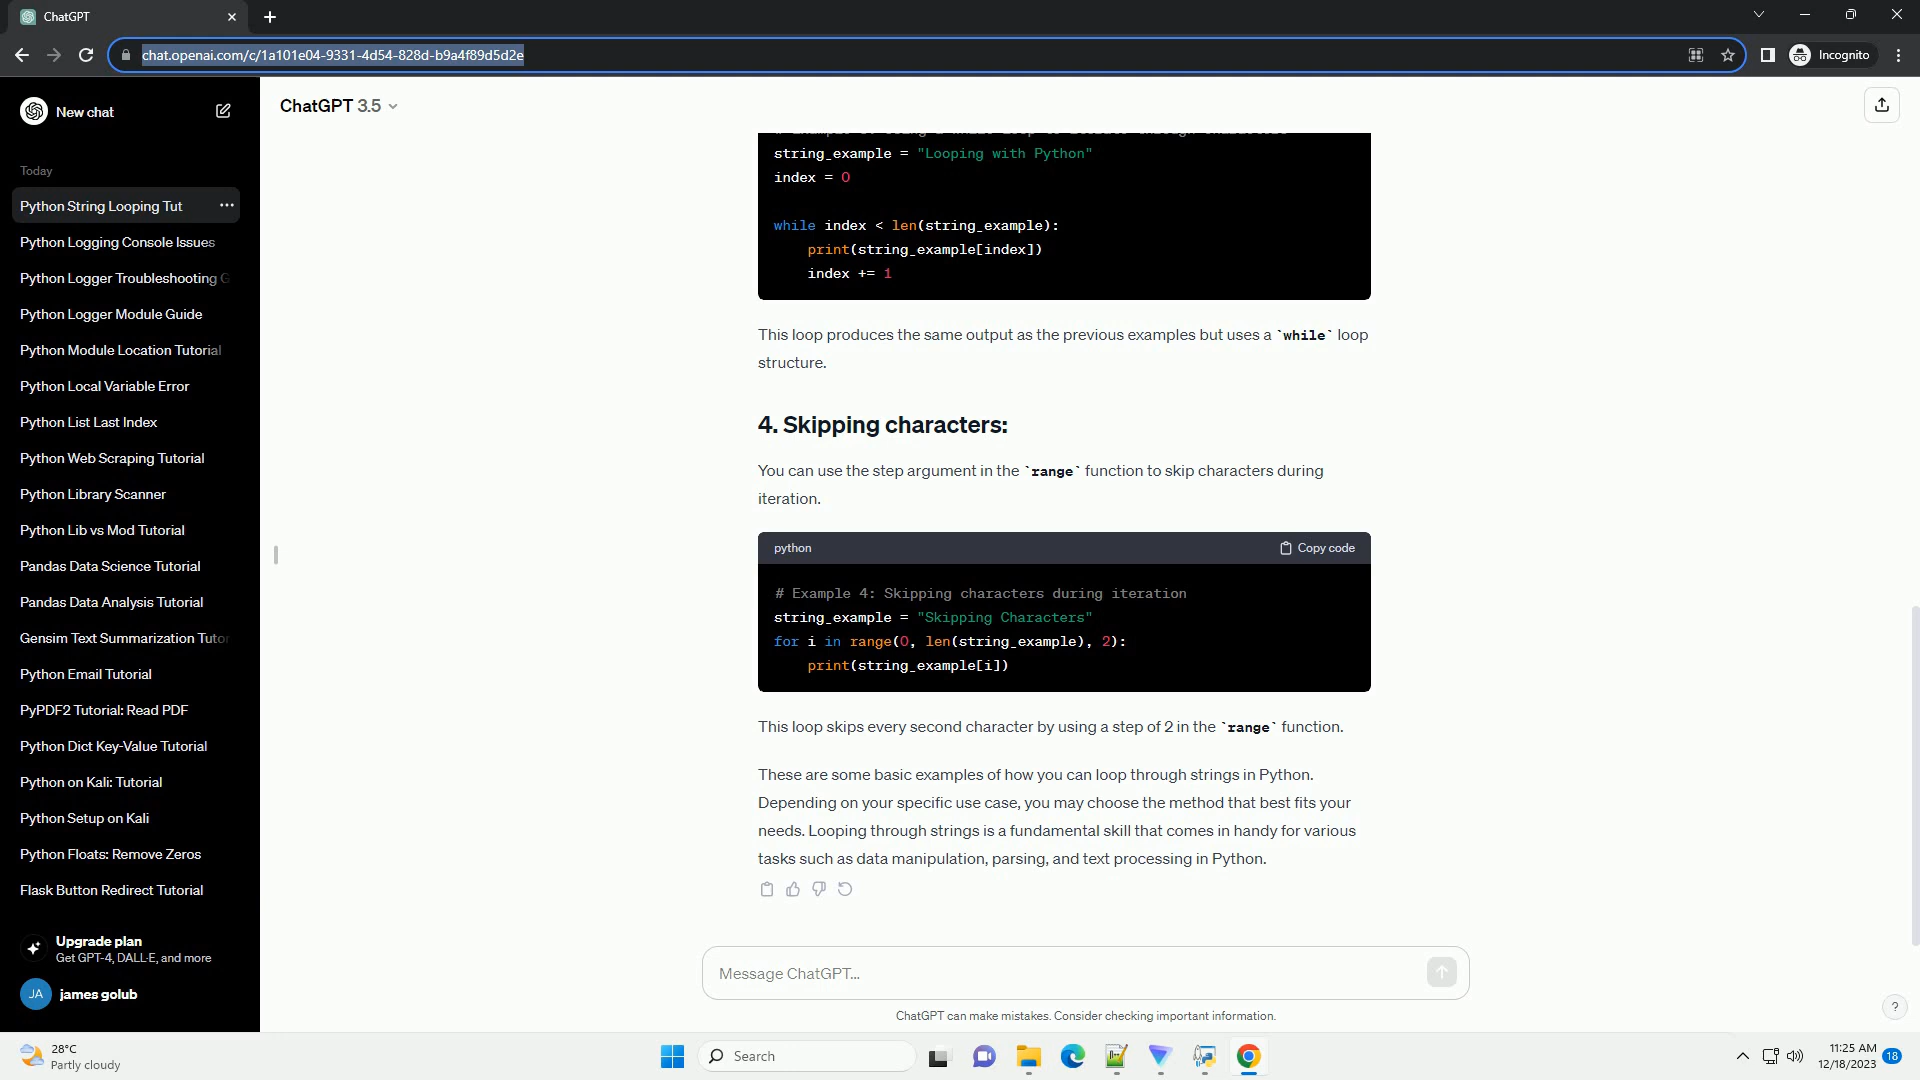 ChatGPT
chat.openai.com/c/1a101e04-9331-4d54-828d-b9a4f89d5d2e
Incognito
New chat
Today
Python String Looping Tut
Python Logging Console Issues
Python Logger Troubleshooting G
Python Logger Module Guide
Python Module Location Tutorial
Python Local Variable Error
Python List Last Index
Python Web Scraping Tutorial
Python Library Scanner
Python Lib vs Mod Tutorial
Pandas Data Science Tutorial
Pandas Data Analysis Tutorial
Gensim Text Summarization Tutor
Python Email Tutorial
PyPDF2 Tutorial: Read PDF
Python Dict Key-Value Tutorial
Python on Kali: Tutorial
Python Setup on Kali
Python Floats: Remove Zeros
Flask Button Redirect Tutorial
Upgrade plan
Get GPT-4, DALL·E, and more
JA james golub
ChatGPT 3.5
string_example = "Looping with Python"
index = 0
while index < len(string_example):
    print(string_example[index])
    index += 1
This loop produces the same output as the previous examples but uses a `while` loop
structure.
4. Skipping characters:
You can use the step argument in the `range` function to skip characters during
iteration.
python Copy code
# Example 4: Skipping characters during iteration
string_example = "Skipping Characters"
for i in range(0, len(string_example), 2):
    print(string_example[i])
This loop skips every second character by using a step of 2 in the `range` function.
These are some basic examples of how you can loop through strings in Python.
Depending on your specific use case, you may choose the method that best fits your
needs. Looping through strings is a fundamental skill that comes in handy for various
tasks such as data manipulation, parsing, and text processing in Python.
Message ChatGPT...
ChatGPT can make mistakes. Consider checking important information.
?
28°C
Partly cloudy
Search
11:25 AM
12/18/2023
18